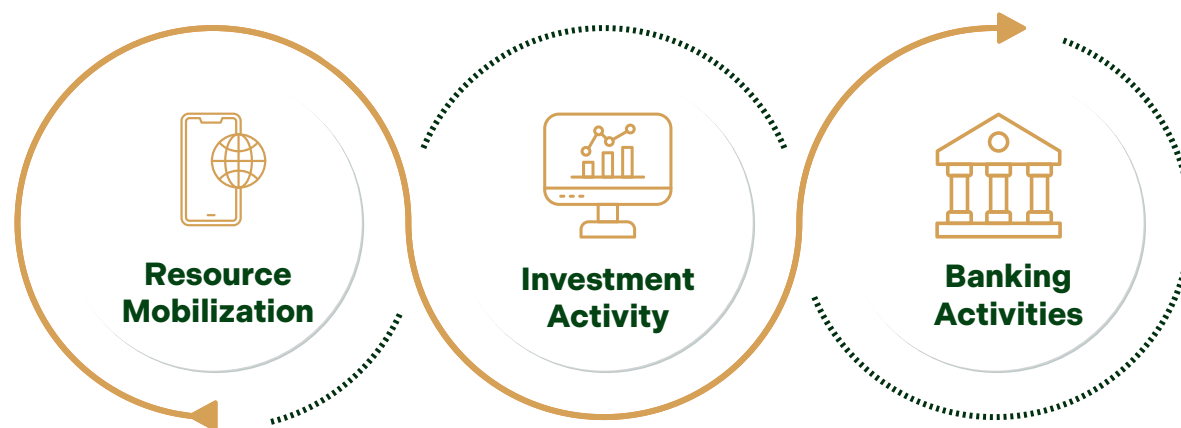 Resource
Mobilization
Investment
Activity
Banking
Activities